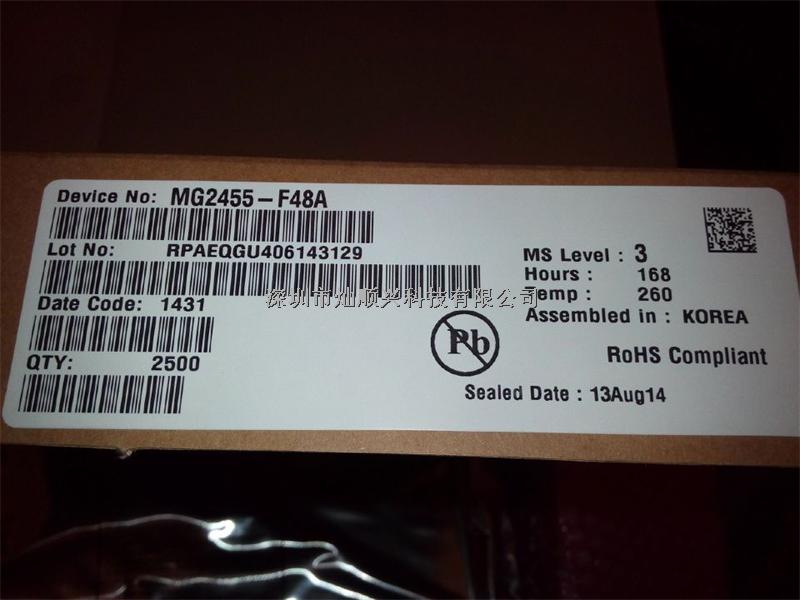 Device No: MG2455-F48A
Lot No: RPAEQGU406143129
Date Code: 1431
QTY: 2500
MS Level : 3
Hours : 168
Temp : 260
Assembled in : KOREA
Pb
RoHS Compliant
Sealed Date : 13Aug14
深圳市灿顺兴科技有限公司